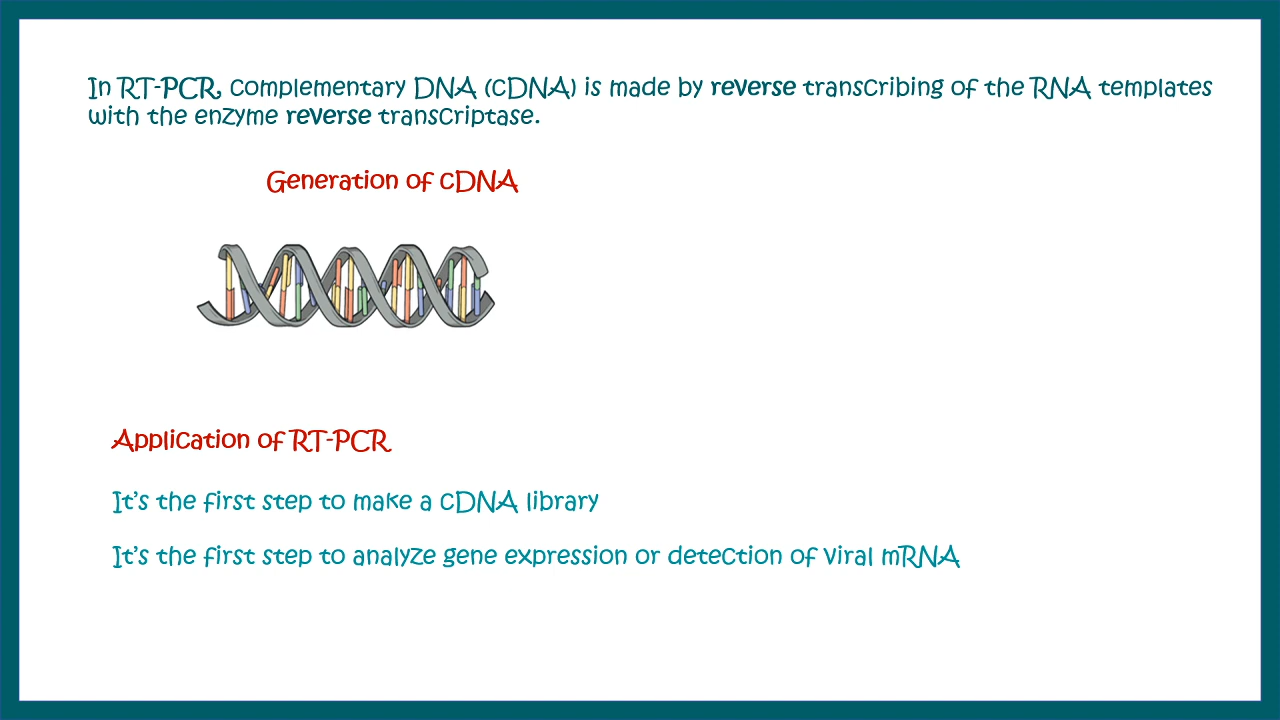 In RT-PCR, complementary DNA (cDNA) is made by reverse transcribing of the RNA templates
with the enzyme reverse transcriptase.
Generation of cDNA
Application of RT-PCR
It’s the first step to make a cDNA library
It’s the first step to analyze gene expression or detection of viral mRNA